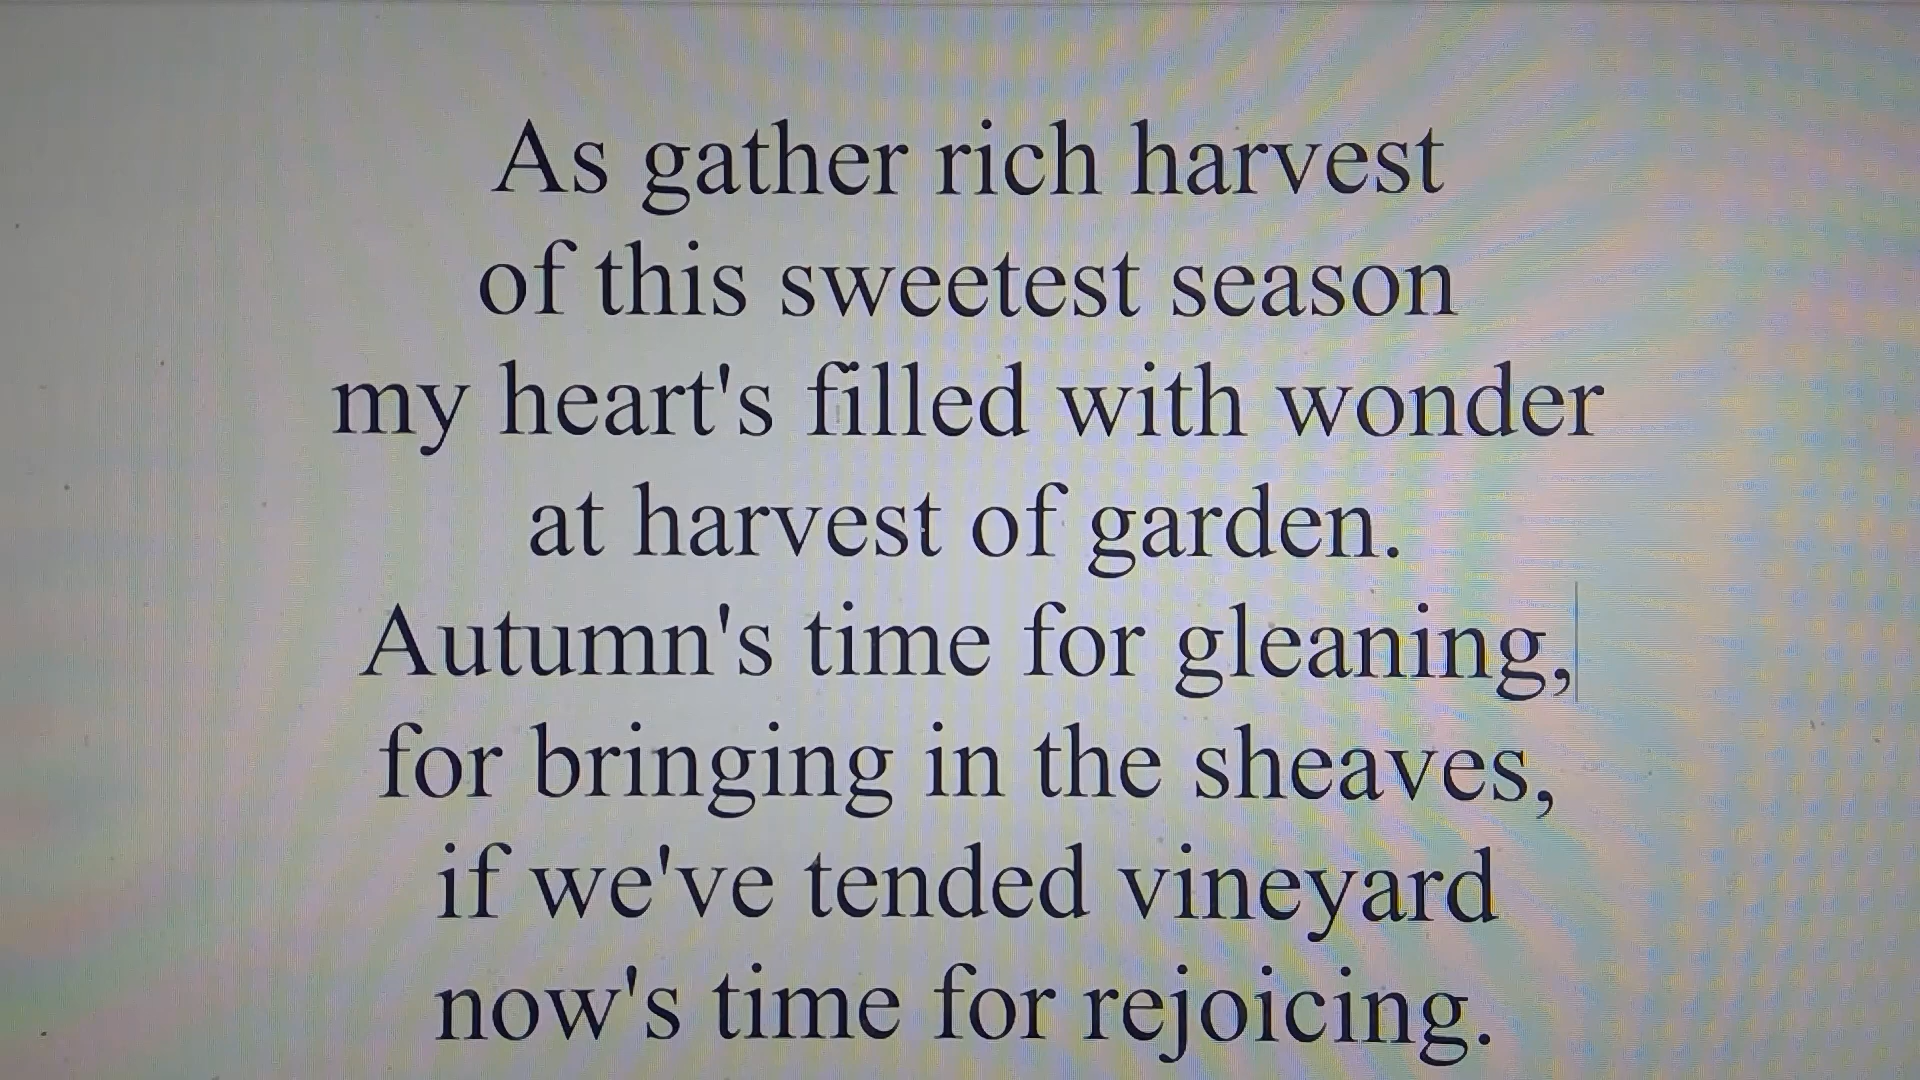 As gather rich harvest
of this sweetest season
my heart's filled with wonder
at harvest of garden.
Autumn's time for gleaning,
for bringing in the sheaves,
if we've tended vineyard
now's time for rejoicing.